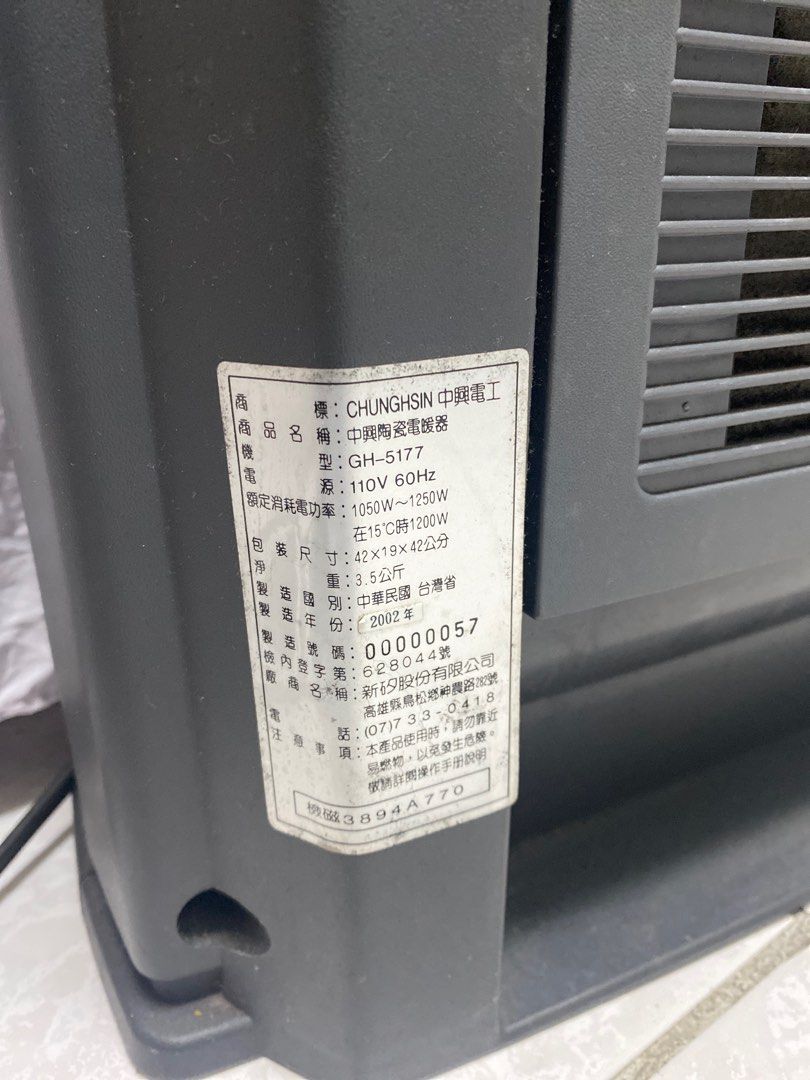 商標：CHUNGHSIN 中興電工
商品名稱：中興陶瓷電暖器
機型：GH-5177
電源：110V 60Hz
額定消耗電功率：1050W～1250W
在15℃時1200W
包裝尺寸：42×19×42公分
淨重：3.5公斤
製造國別：中華民國 台灣省
製造年份：2002年
製造號碼：00000057
檢內登字第：628044號
廠商名稱：新矽股份有限公司
高雄縣鳥松鄉神農路282號
電話：(07)733-0418
注意事項：本產品使用時，請勿靠近
易燃物，以免發生危險。
敬請詳閱操作手冊說明
檢磁3894A770